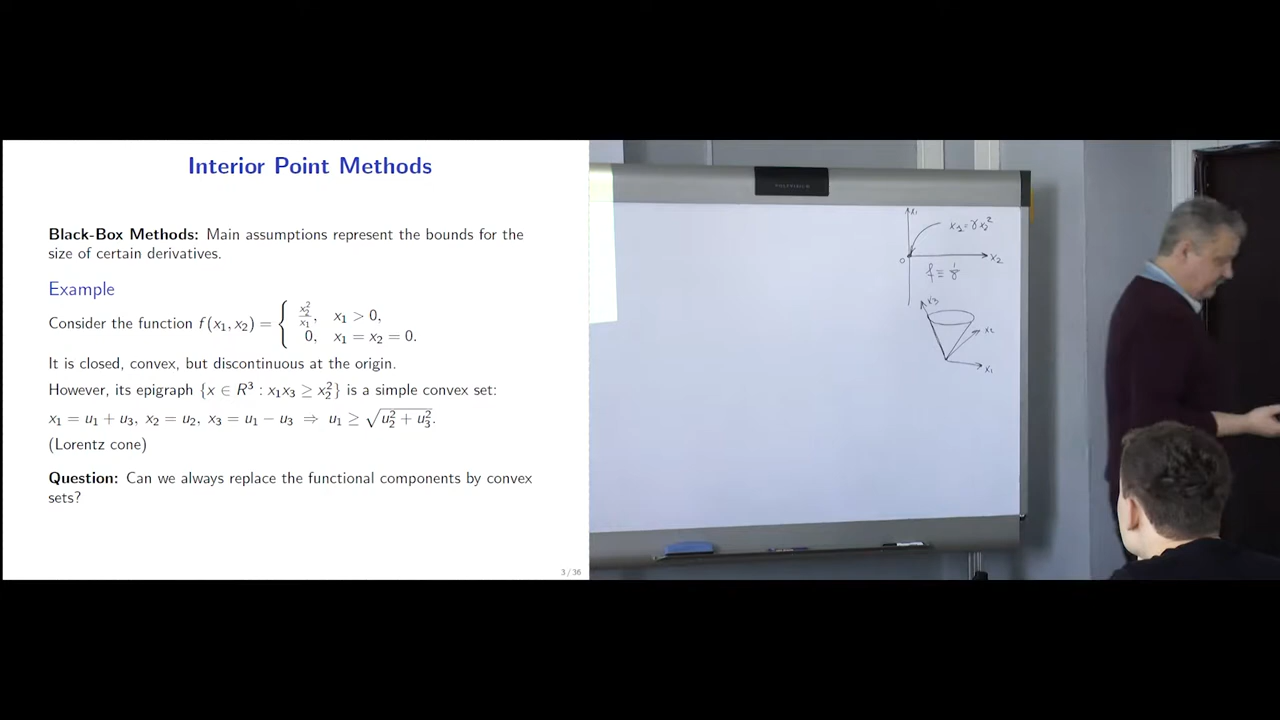 Interior Point Methods
Black-Box Methods: Main assumptions represent the bounds for the
size of certain derivatives.
Example
Consider the function f(x₁, x₂) = { x₂²/x₁, x₁ > 0,
0, x₁ = x₂ = 0.
It is closed, convex, but discontinuous at the origin.
However, its epigraph {x ∈ R³ : x₁x₃ ≥ x₂²} is a simple convex set:
x₁ = u₁ + u₃, x₂ = u₂, x₃ = u₁ − u₃ ⇒ u₁ ≥ √(u₂² + u₃²).
(Lorentz cone)
Question: Can we always replace the functional components by convex
sets?
3 / 36
x₁
x₁ = γx₂²
0
x₂
f ≡ 1/γ
x₃
x₂
x₁